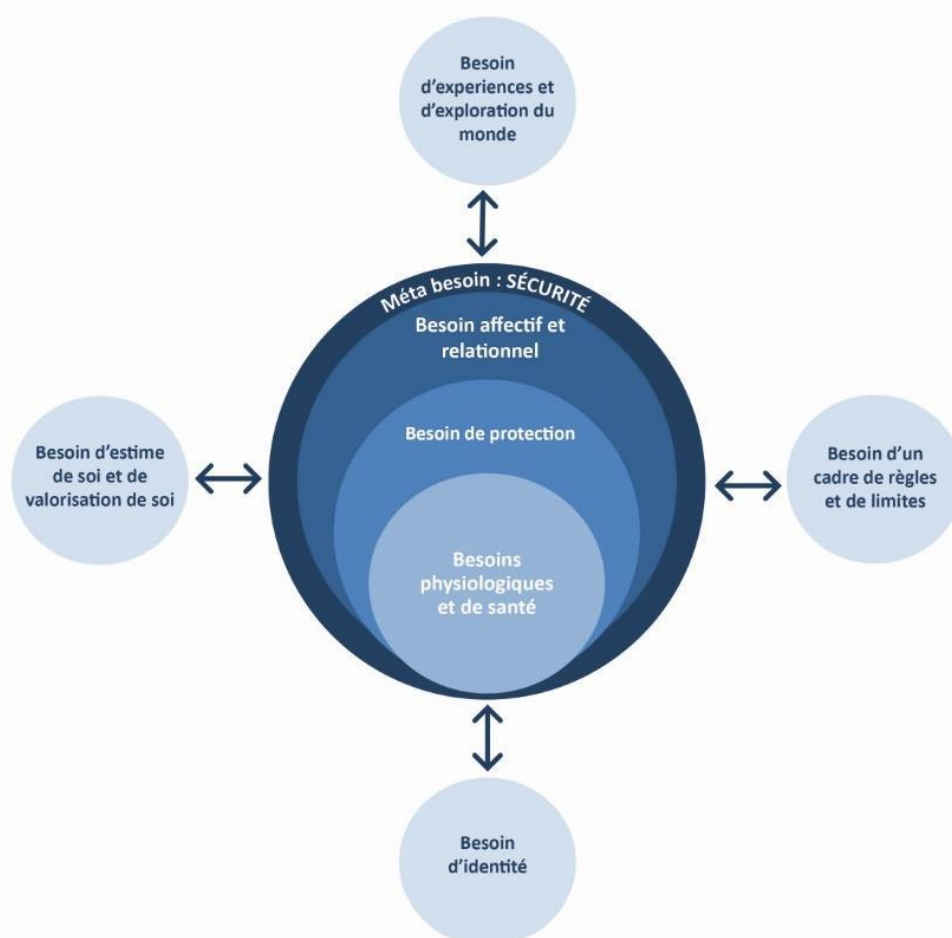 Besoin
d'experiences et
d'exploration du
monde
Méta besoin : SÉCURITÉ
Besoin affectif et
relationnel
Besoin de protection
Besoin d'estime
de soi et de
valorisation de soi
Besoin d'un
cadre de règles
et de limites
Besoins
physiologiques
et de santé
Besoin
d'identité